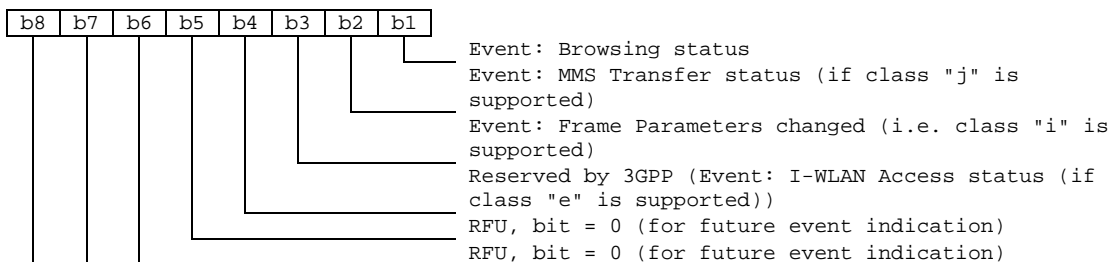 b8 b7 b6 b5 b4 b3 b2 b1
Event: Browsing status
Event: MMS Transfer status (if class "j" is
supported)
Event: Frame Parameters changed (i.e. class "i" is
supported)
Reserved by 3GPP (Event: I-WLAN Access status (if
class "e" is supported))
RFU, bit = 0 (for future event indication)
RFU, bit = 0 (for future event indication)